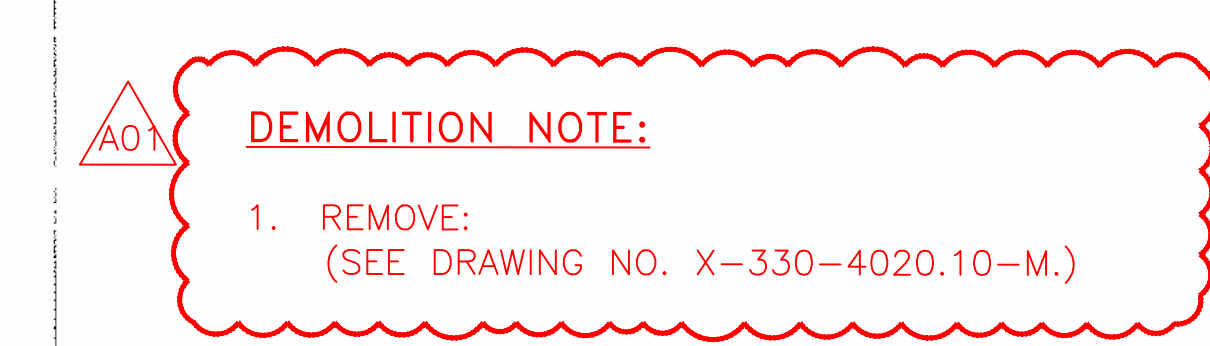 A01
DEMOLITION NOTE:
1. REMOVE:
(SEE DRAWING NO. X-330-4020.10-M.)